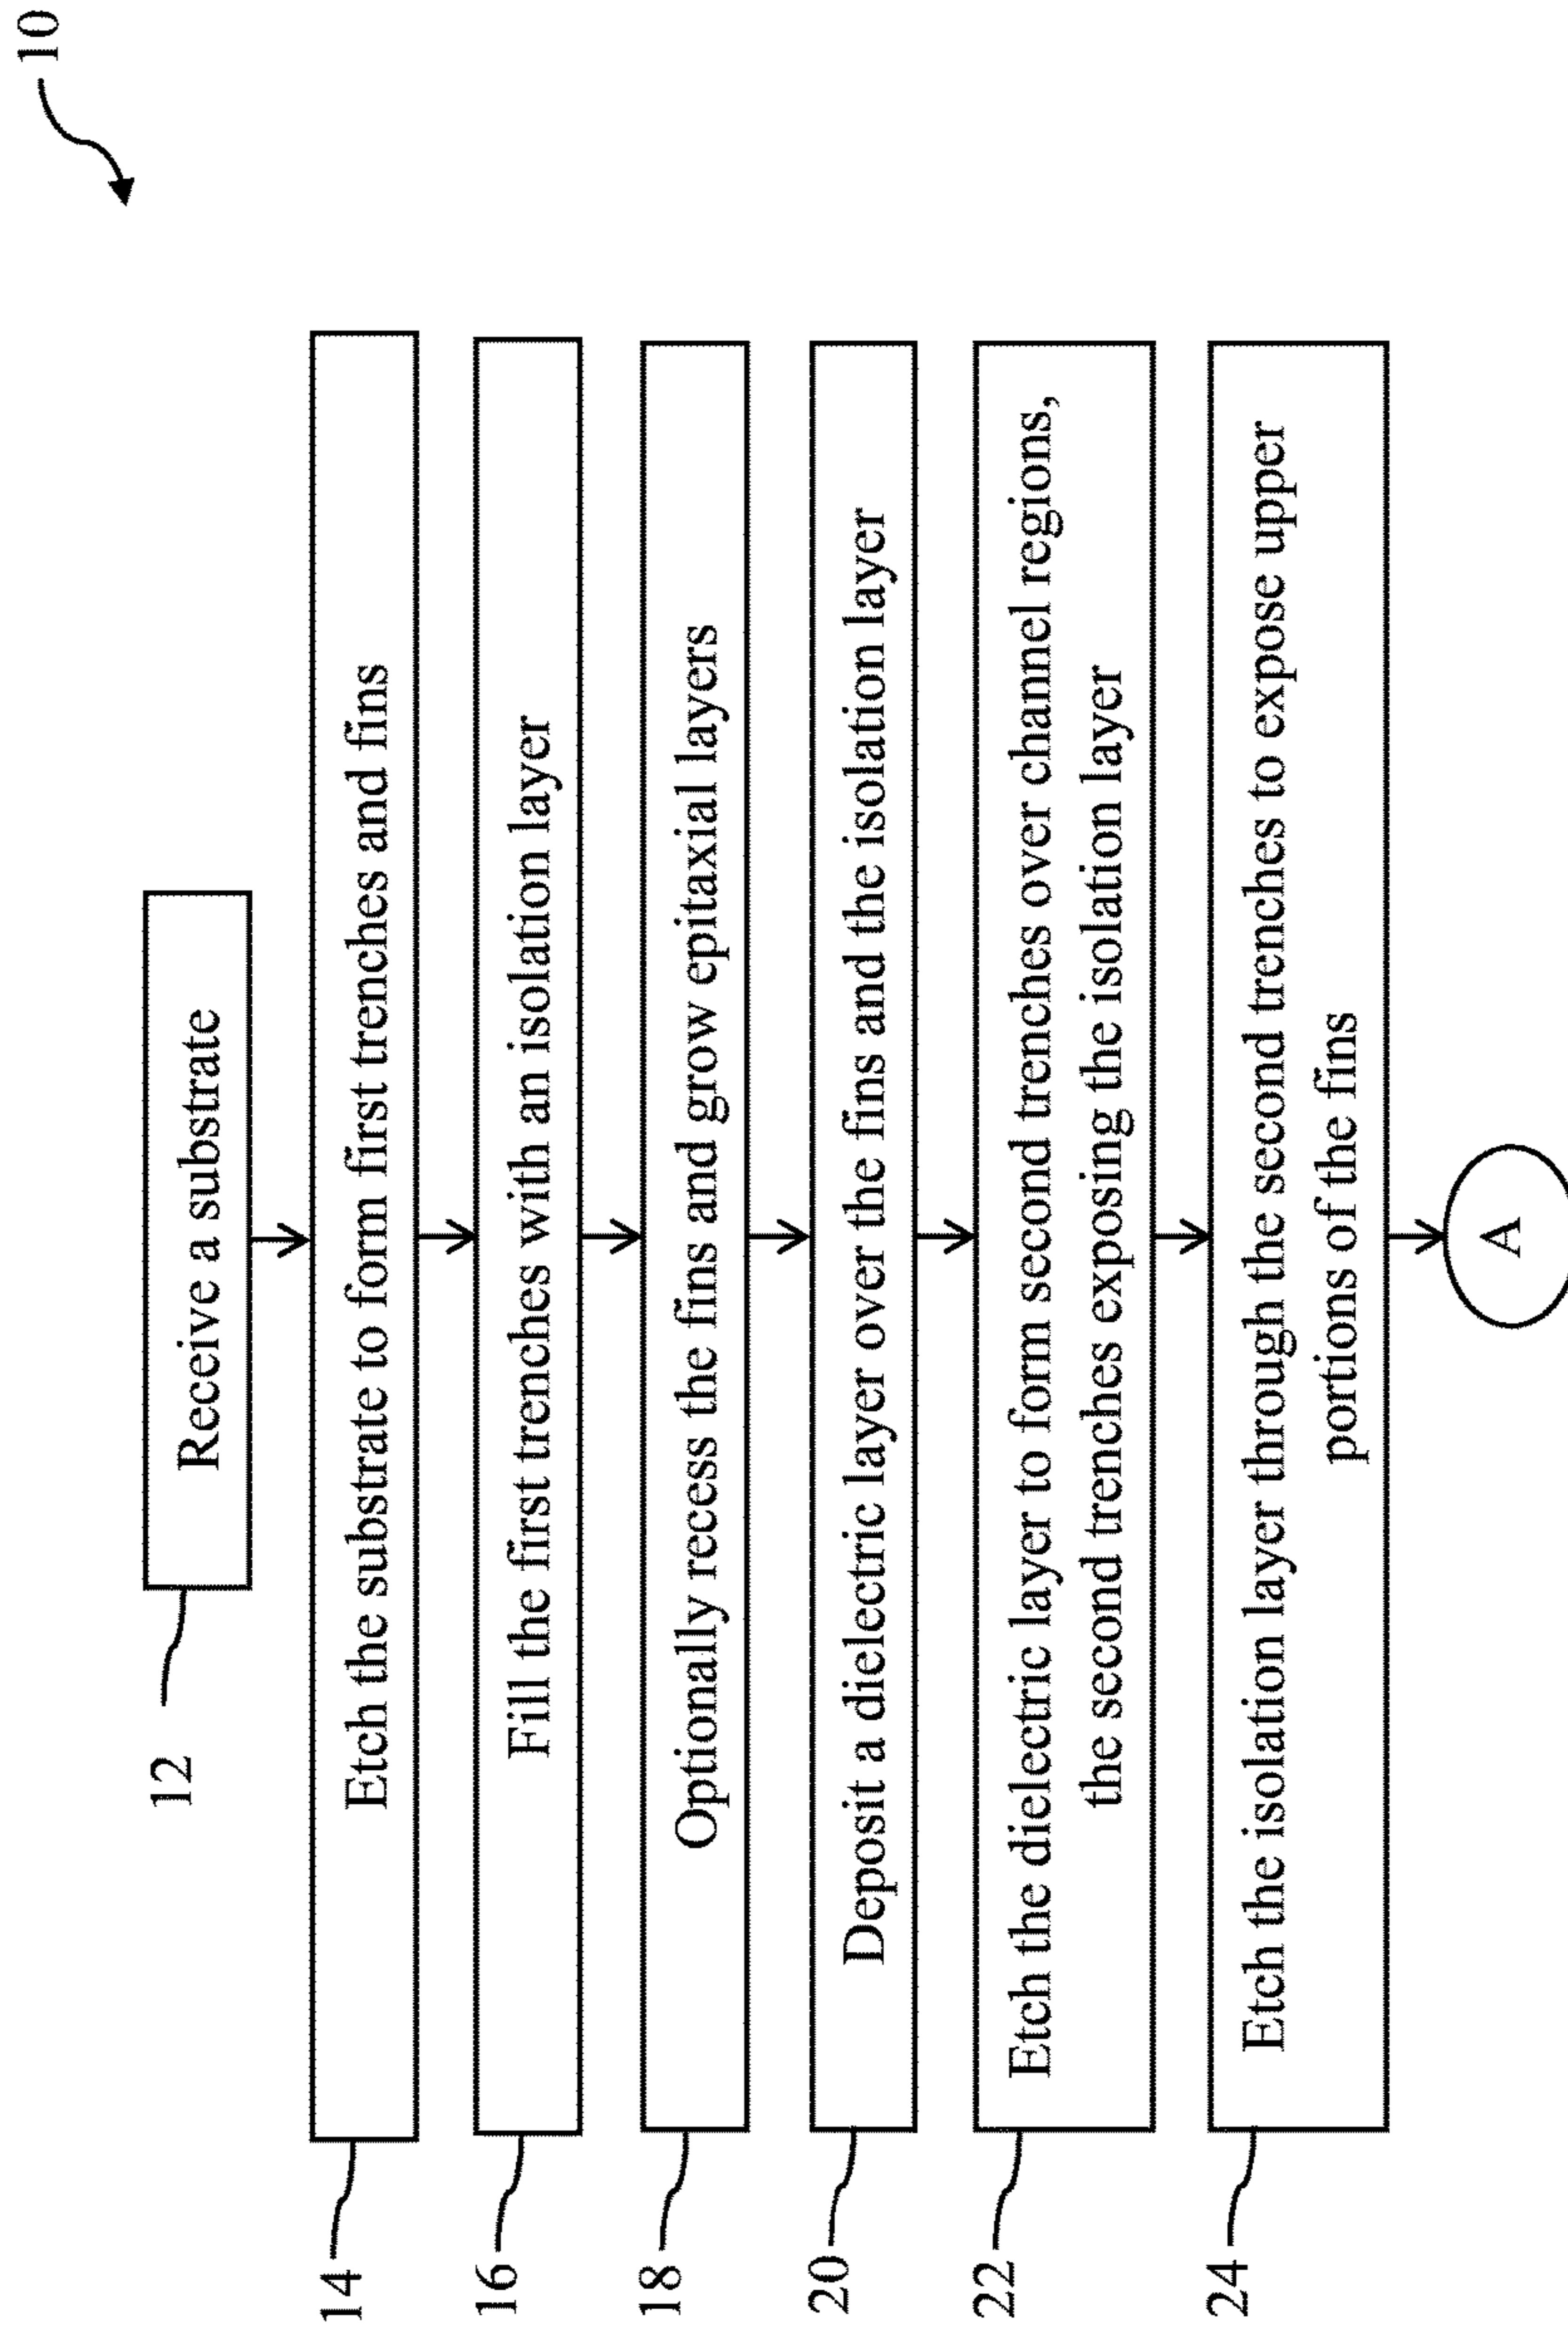 10
12
Receive a substrate
14
Etch the substrate to form first trenches and fins
16
Fill the first trenches with an isolation layer
18
Optionally recess the fins and grow epitaxial layers
20
Deposit a dielectric layer over the fins and the isolation layer
22
Etch the dielectric layer to form second trenches over channel regions,
the second trenches exposing the isolation layer
24
Etch the isolation layer through the second trenches to expose upper
portions of the fins
A